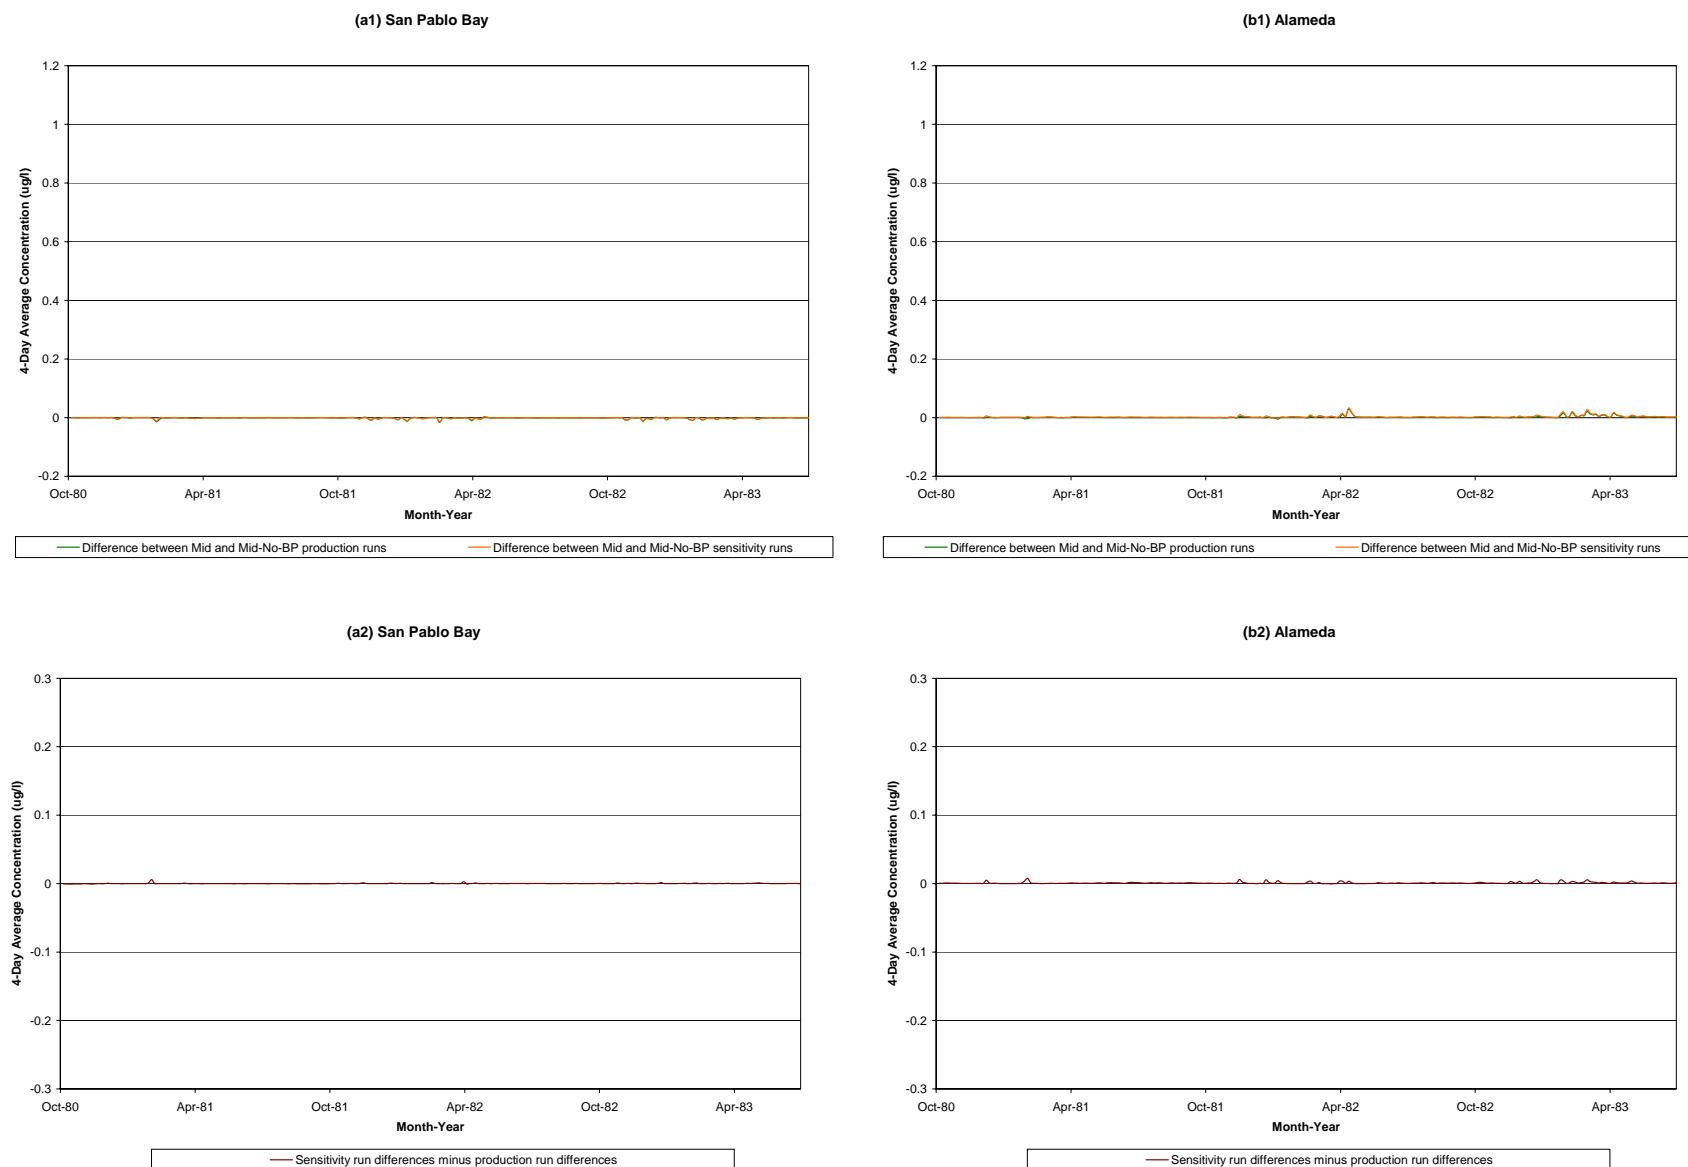 (a1) San Pablo Bay
1.2
1
0.8
0.6
0.4
0.2
0
-0.2
4-Day Average Concentration (ug/l)
Oct-80 Apr-81 Oct-81 Apr-82 Oct-82 Apr-83
Month-Year
Difference between Mid and Mid-No-BP production runs Difference between Mid and Mid-No-BP sensitivity runs
(b1) Alameda
1.2
1
0.8
0.6
0.4
0.2
0
-0.2
4-Day Average Concentration (ug/l)
Oct-80 Apr-81 Oct-81 Apr-82 Oct-82 Apr-83
Month-Year
Difference between Mid and Mid-No-BP production runs Difference between Mid and Mid-No-BP sensitivity runs
(a2) San Pablo Bay
0.3
0.2
0.1
0
-0.1
-0.2
-0.3
4-Day Average Concentration (ug/l)
Oct-80 Apr-81 Oct-81 Apr-82 Oct-82 Apr-83
Month-Year
Sensitivity run differences minus production run differences
(b2) Alameda
0.3
0.2
0.1
0
-0.1
-0.2
-0.3
4-Day Average Concentration (ug/l)
Oct-80 Apr-81 Oct-81 Apr-82 Oct-82 Apr-83
Month-Year
Sensitivity run differences minus production run differences